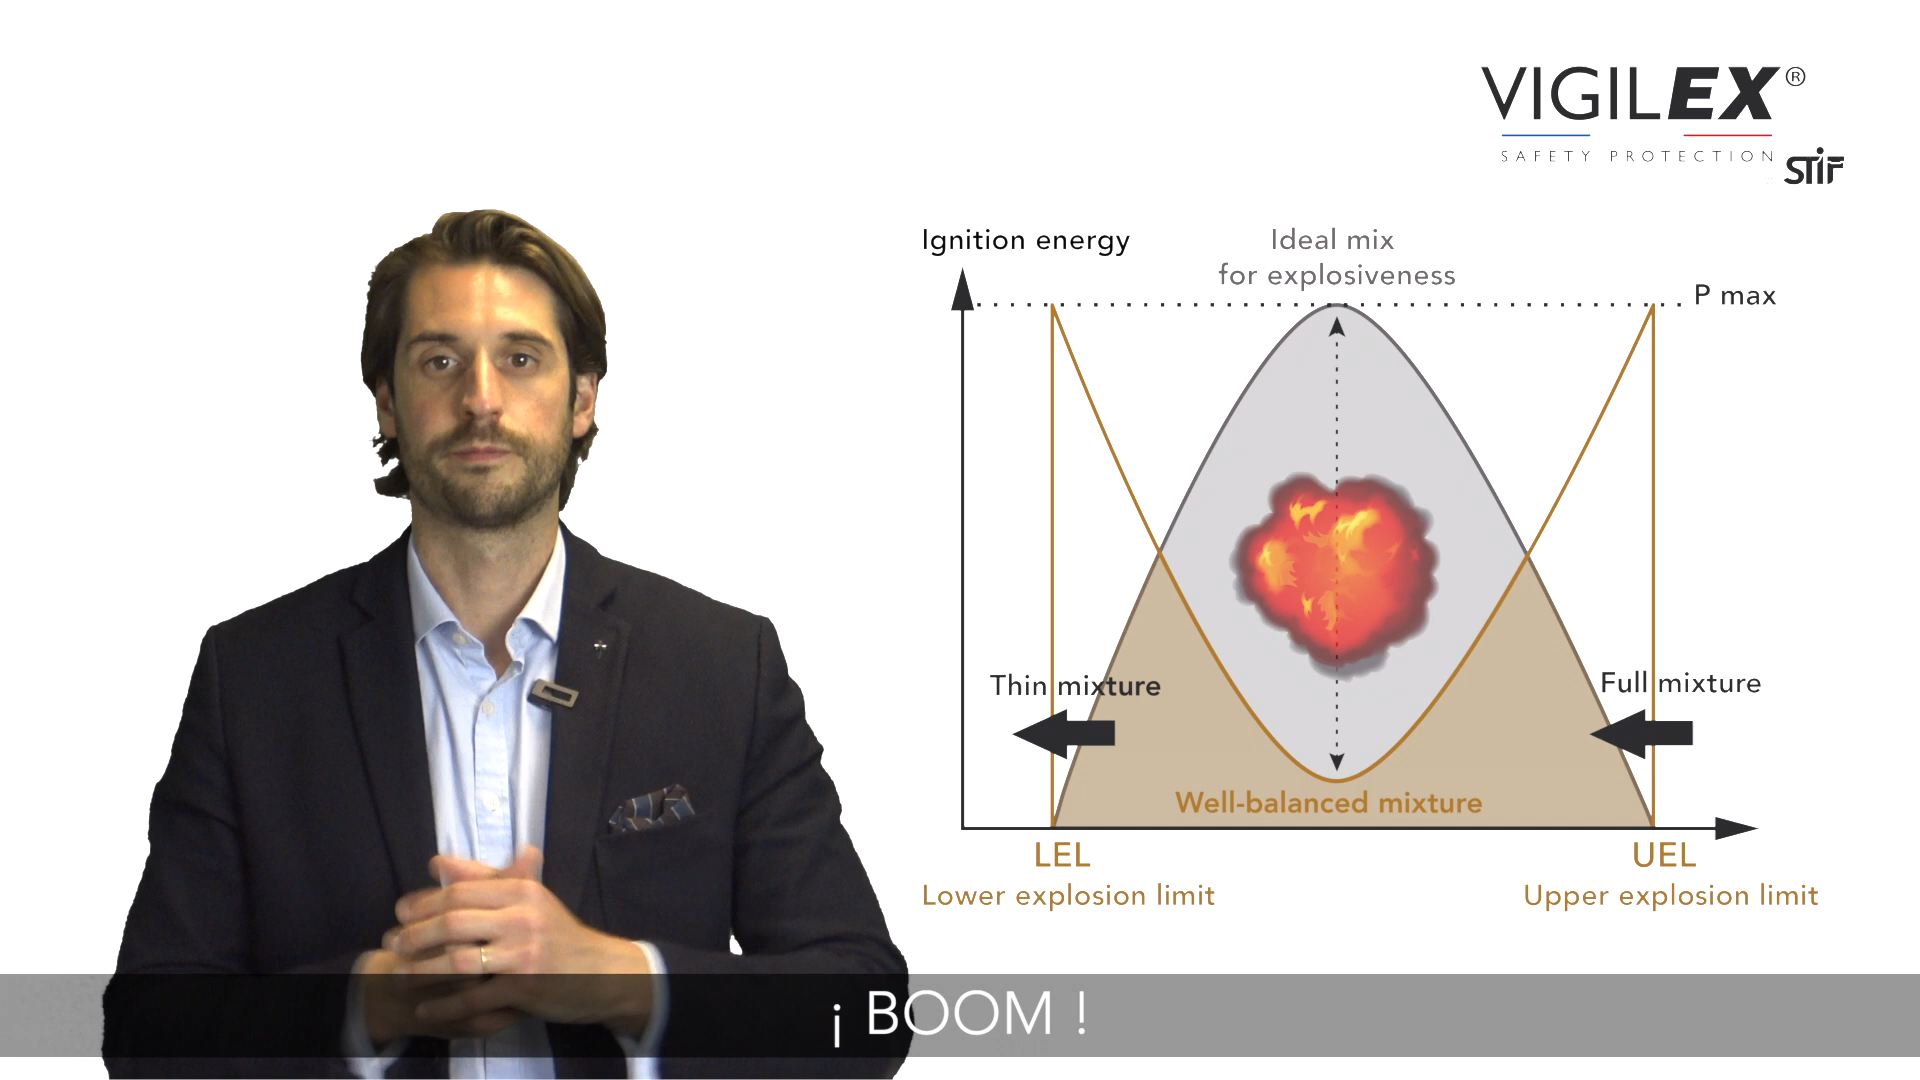 VIGILEX®
SAFETY PROTECTION
STiF
Ignition energy
Ideal mix
for explosiveness
P max
Thin mixture
Full mixture
Well-balanced mixture
LEL
UEL
Lower explosion limit
Upper explosion limit
¡ BOOM !